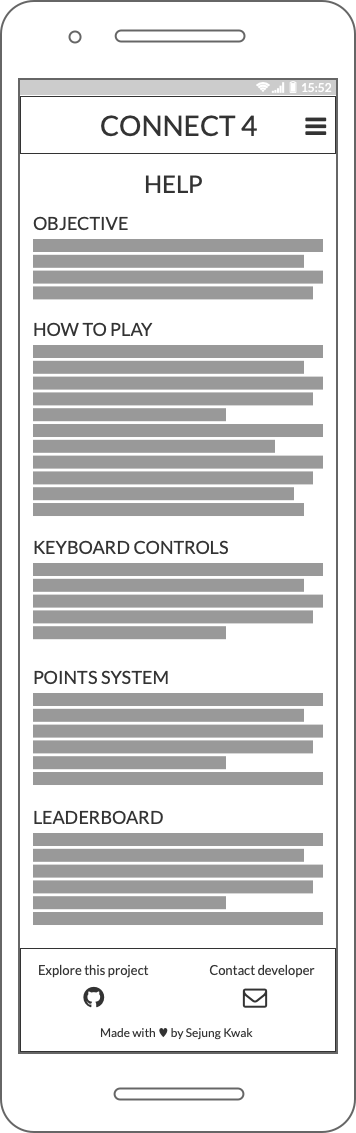 15:52
CONNECT 4
HELP
OBJECTIVE
HOW TO PLAY
KEYBOARD CONTROLS
POINTS SYSTEM
LEADERBOARD
Explore this project
Contact developer
Made with ♥ by Sejung Kwak